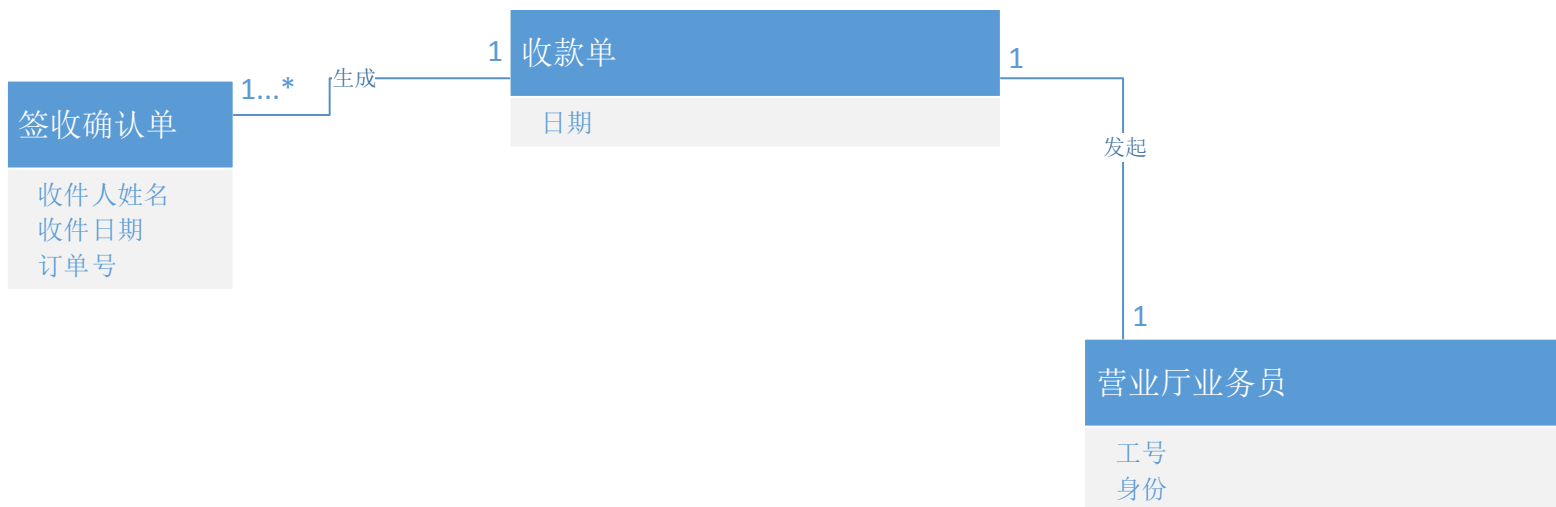 1
收款单
1
日期
生成
1...*
签收确认单
收件人姓名
收件日期
订单号
发起
1
营业厅业务员
工号
身份